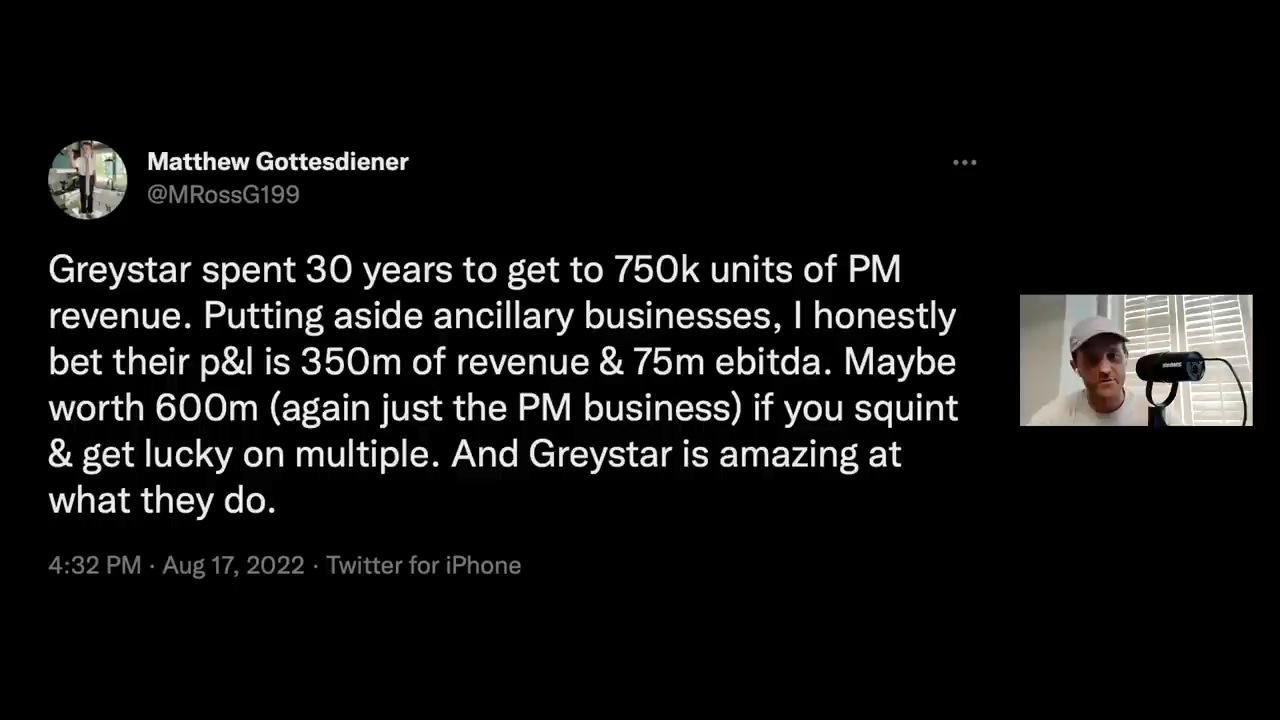 Matthew Gottesdiener
@MRossG199
Greystar spent 30 years to get to 750k units of PM
revenue. Putting aside ancillary businesses, I honestly
bet their p&l is 350m of revenue & 75m ebitda. Maybe
worth 600m (again just the PM business) if you squint
& get lucky on multiple. And Greystar is amazing at
what they do.
4:32 PM · Aug 17, 2022 · Twitter for iPhone